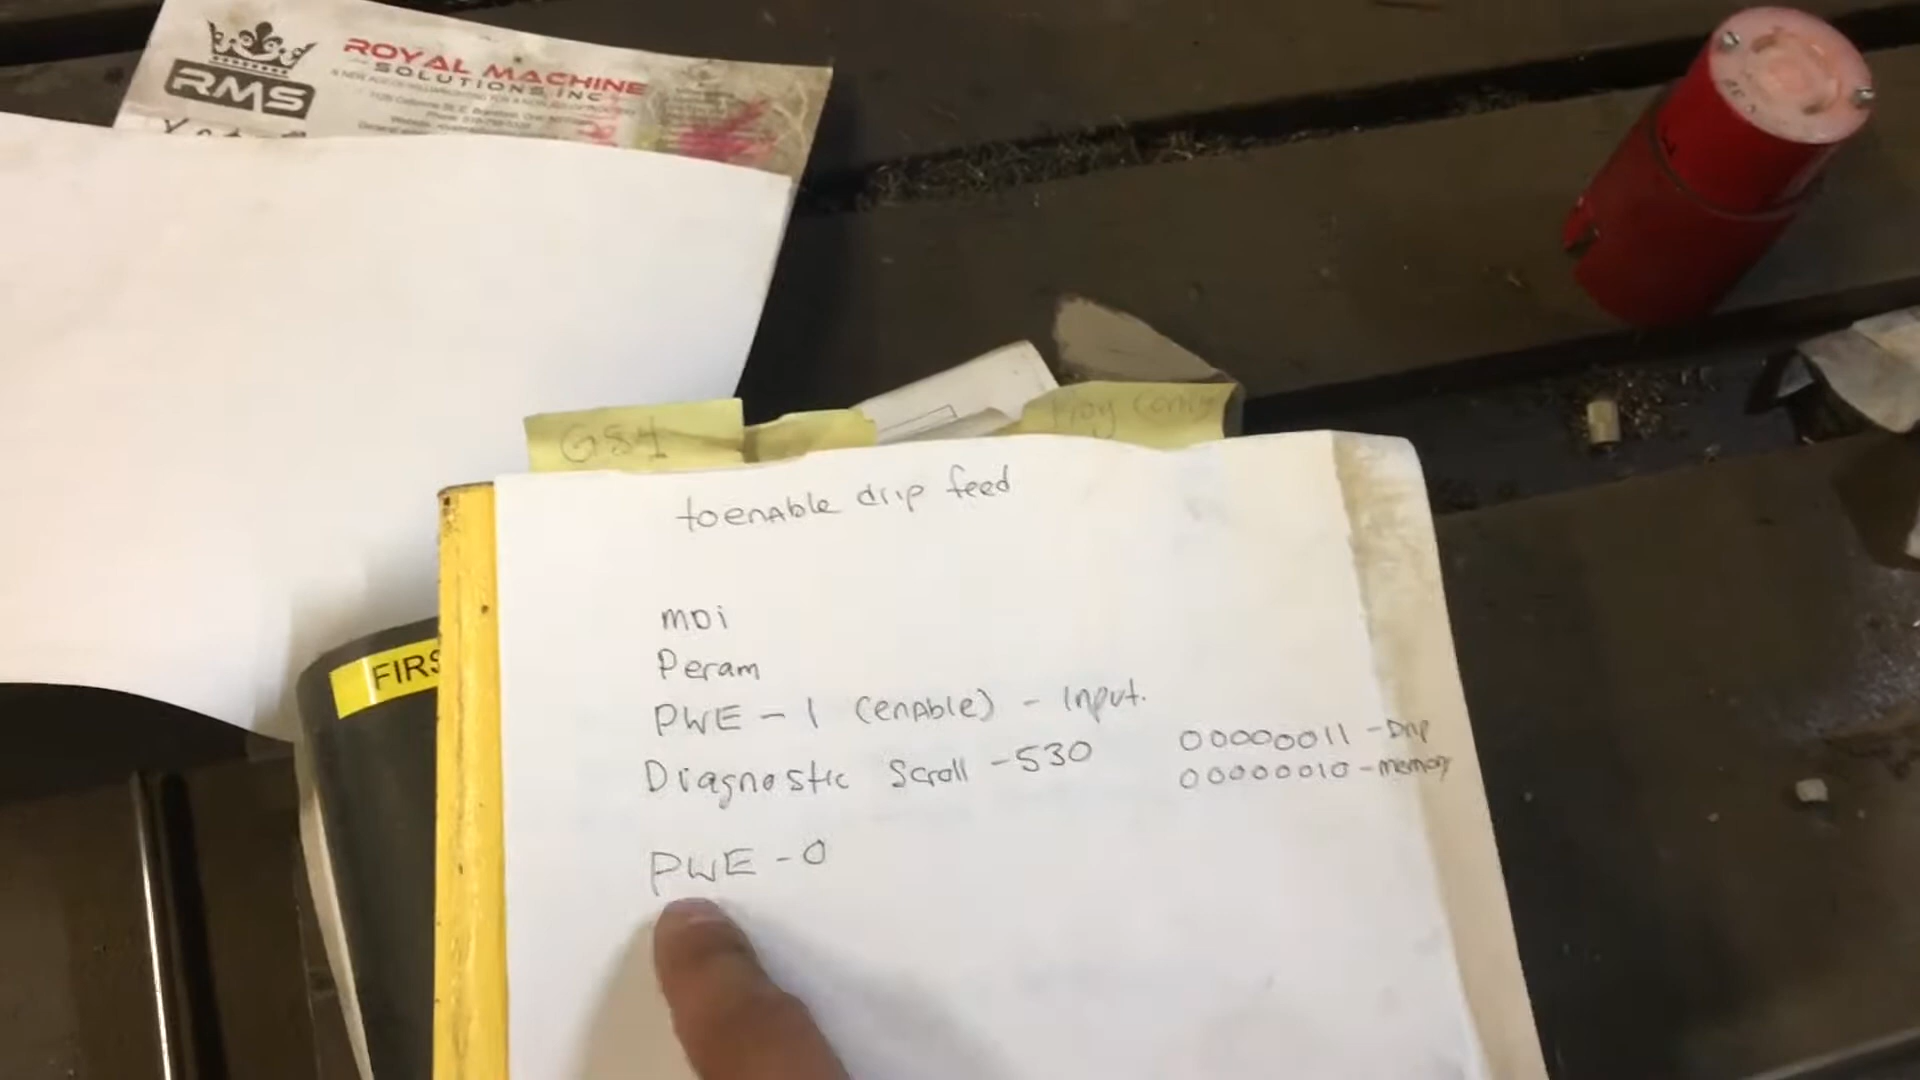 RMS
ROYAL MACHINE
SOLUTIONS INC
G84
to enable drip feed
MDi
Peram
PWE - 1 (enable) - Input.
Diagnostic Scroll - 530
00000011 - Drip
00000010 - memory
PWE - 0
FIRS